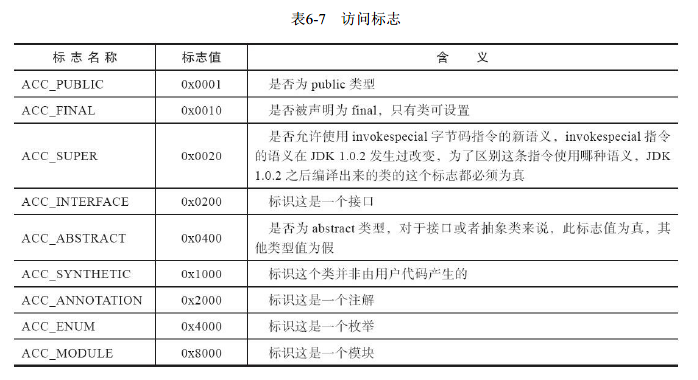 表6-7 访问标志
标志名称 标志值 含 义
ACC_PUBLIC 0x0001 是否为 public 类型
ACC_FINAL 0x0010 是否被声明为 final，只有类可设置
是否允许使用 invokespecial 字节码指令的新语义，invokespecial 指令
ACC_SUPER 0x0020 的语义在 JDK 1.0.2 发生过改变，为了区别这条指令使用哪种语义，JDK
1.0.2 之后编译出来的类的这个标志都必须为真
ACC_INTERFACE 0x0200 标识这是一个接口
是否为 abstract 类型，对于接口或者抽象类来说，此标志值为真，其
ACC_ABSTRACT 0x0400 他类型值为假
ACC_SYNTHETIC 0x1000 标识这个类并非由用户代码产生的
ACC_ANNOTATION 0x2000 标识这是一个注解
ACC_ENUM 0x4000 标识这是一个枚举
ACC_MODULE 0x8000 标识这是一个模块